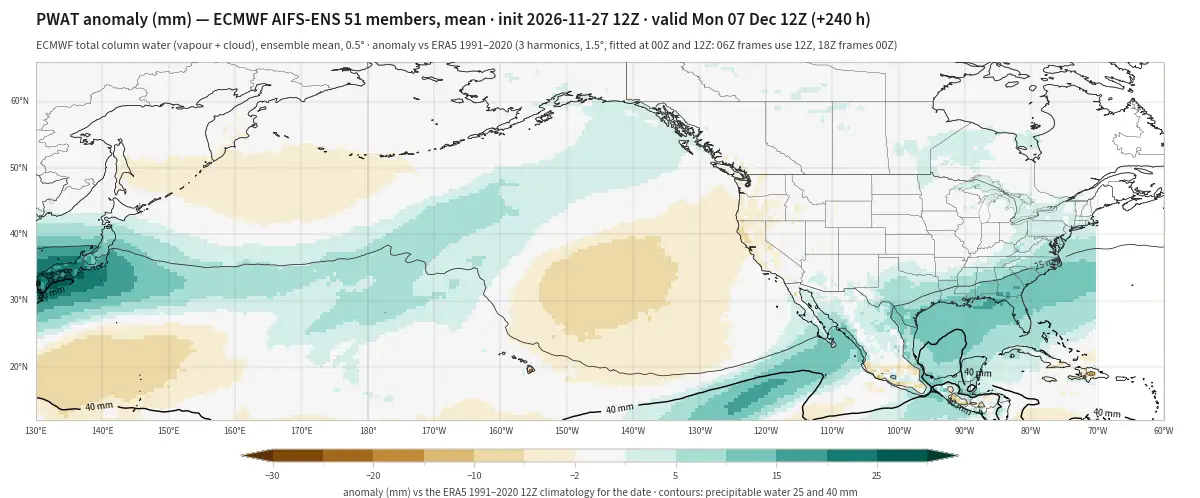 PWAT anomaly (mm) — ECMWF AIFS-ENS 51 members, mean · init 2026-11-27 12Z · valid Mon 07 Dec 12Z (+240 h)
ECMWF total column water (vapour + cloud), ensemble mean, 0.5° · anomaly vs ERA5 1991–2020 (3 harmonics, 1.5°, fitted at 00Z and 12Z: 06Z frames use 12Z, 18Z frames 00Z)
60°N
50°N
40°N
30°N
20°N
25 mm
40 mm
40 mm
40 mm
40 mm
130°E 140°E 150°E 160°E 170°E 180° 170°W 160°W 150°W 140°W 130°W 120°W 110°W 100°W 90°W 80°W 70°W 60°W
−30 −20 −10 −2 5 15 25
anomaly (mm) vs the ERA5 1991–2020 12Z climatology for the date · contours: precipitable water 25 and 40 mm